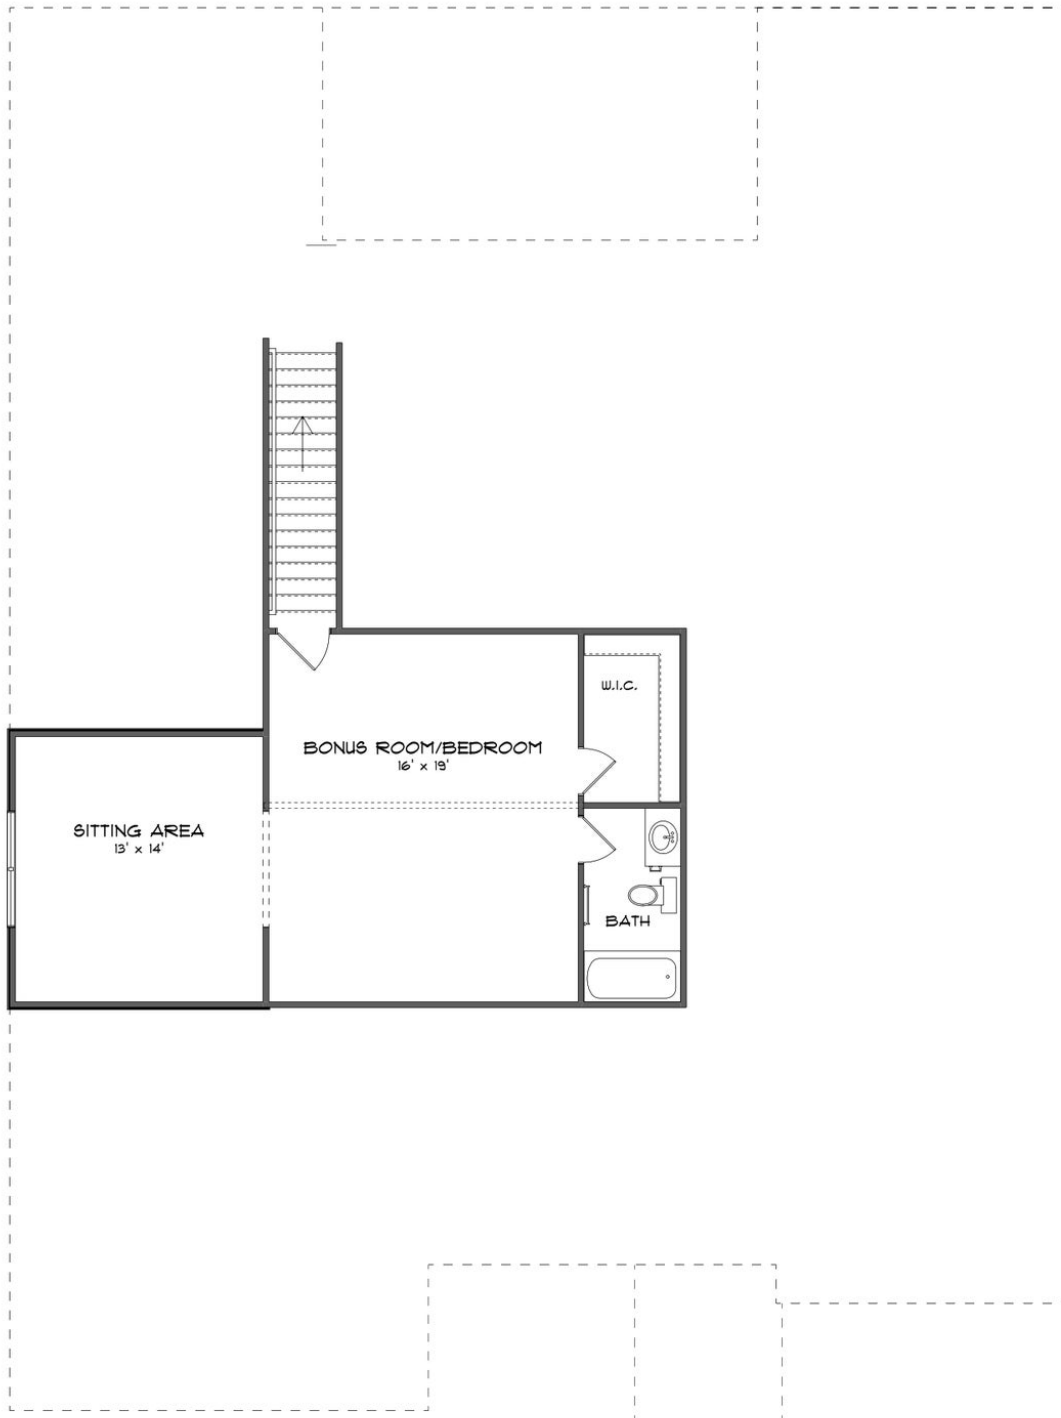 W.I.C.
BONUS ROOM/BEDROOM
16' x 19'
SITTING AREA
13' x 14'
BATH